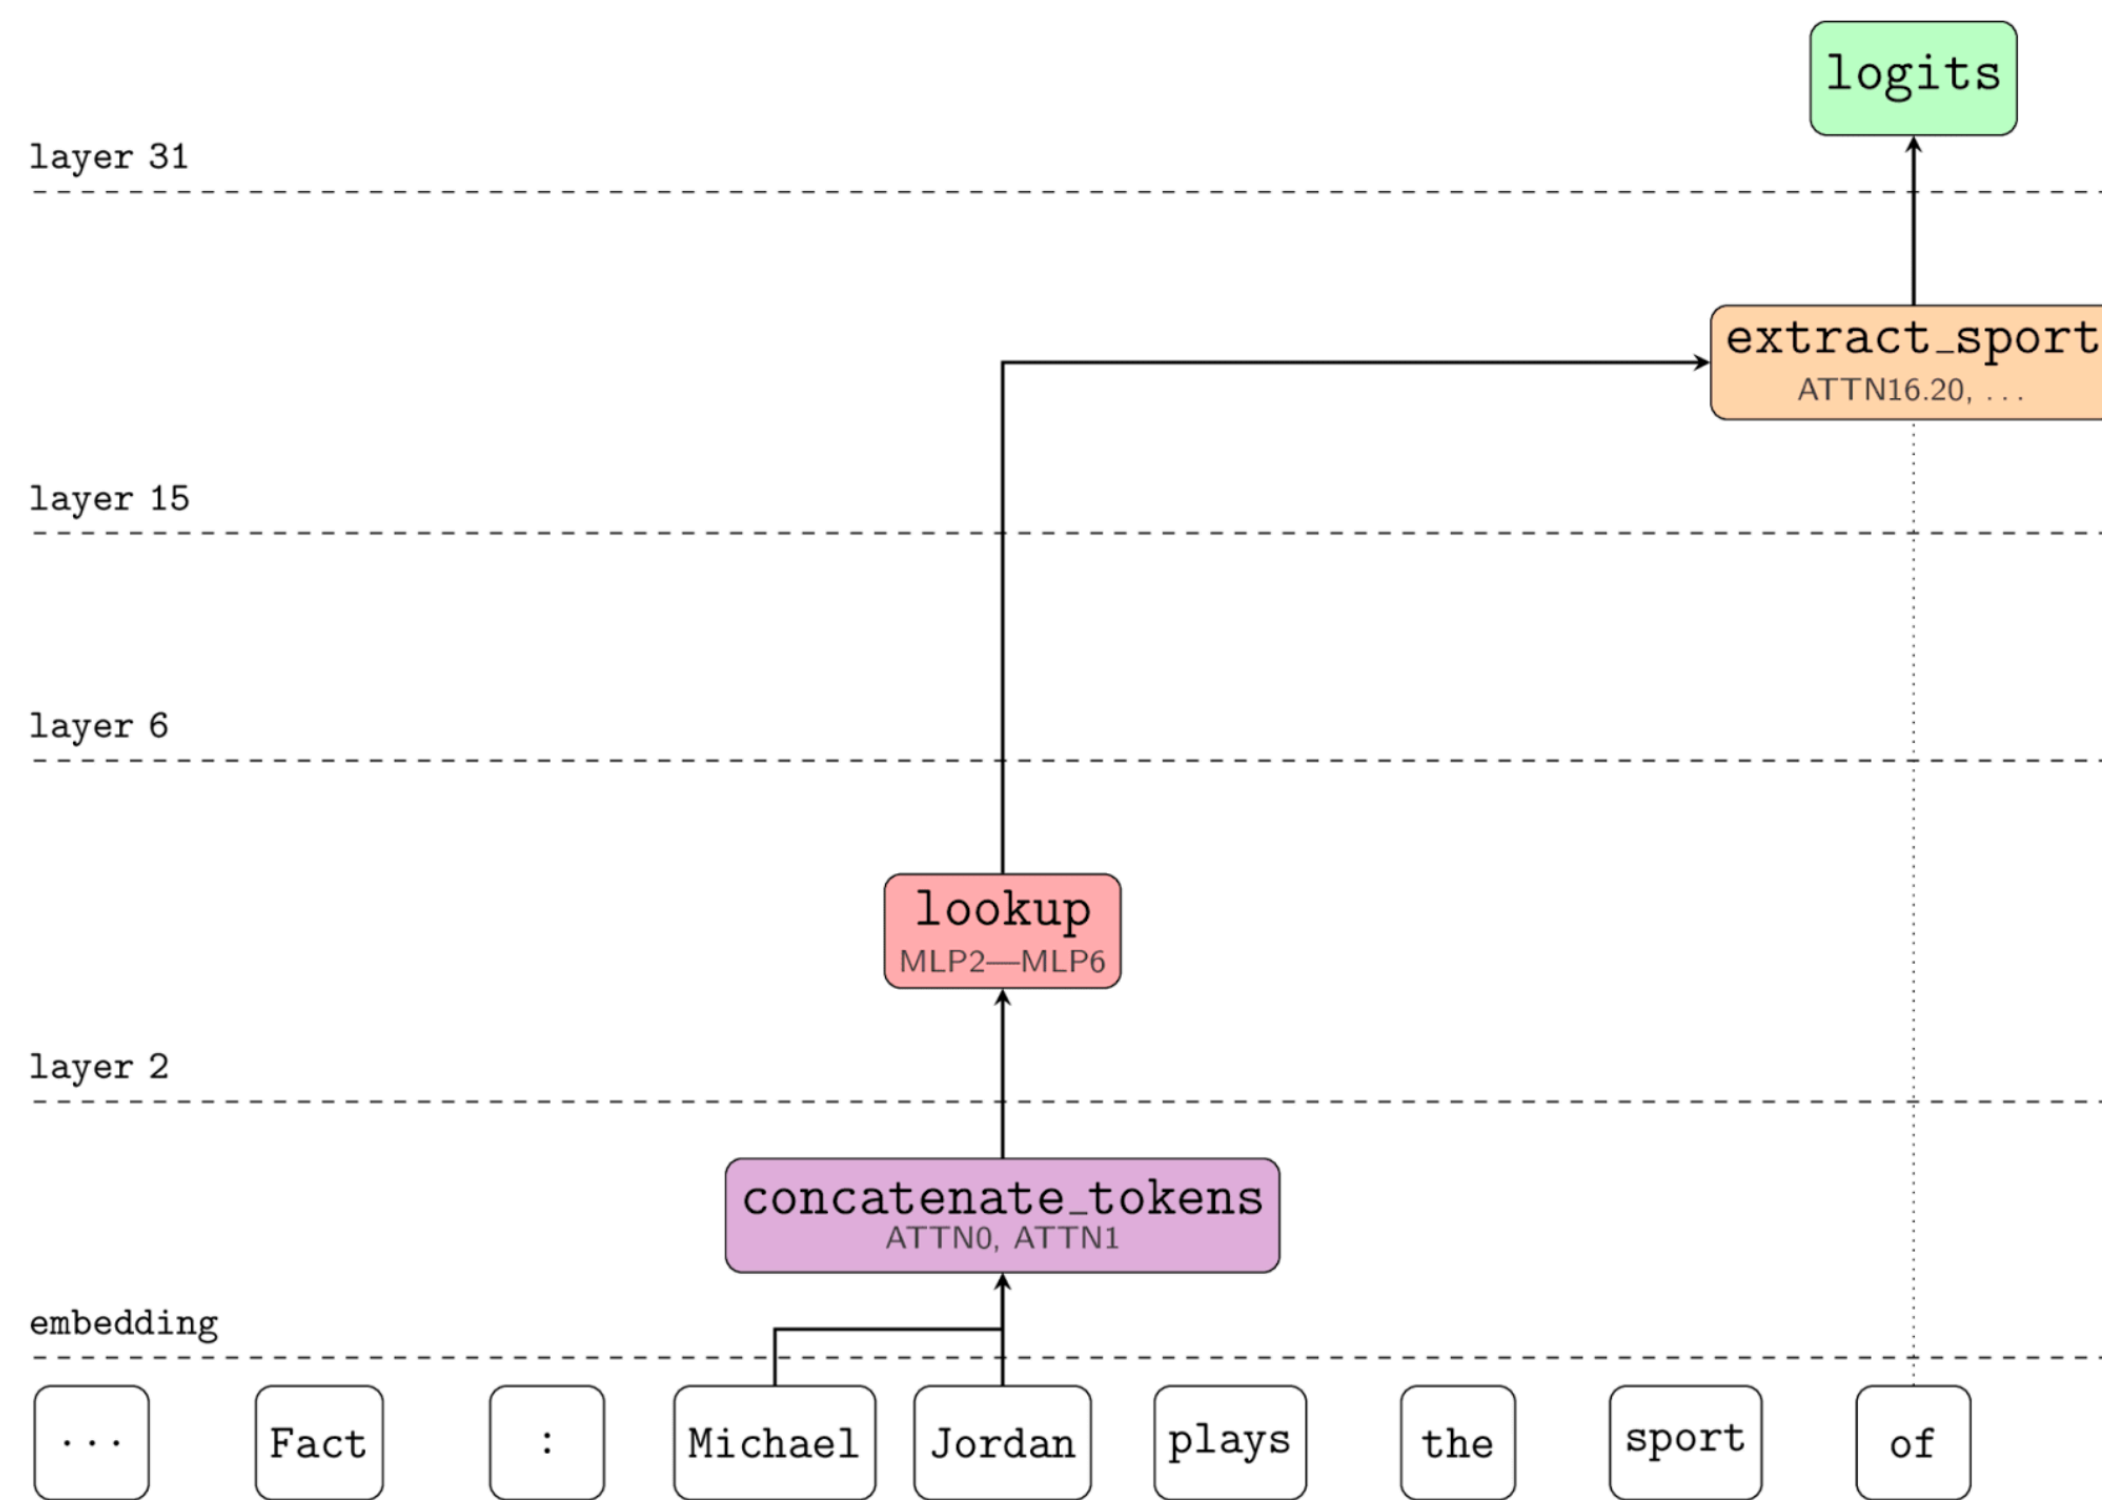 logits
layer 31
extract_sport
ATTN16.20, ...
layer 15
layer 6
lookup
MLP2—MLP6
layer 2
concatenate_tokens
ATTN0, ATTN1
embedding
... Fact : Michael Jordan plays the sport of